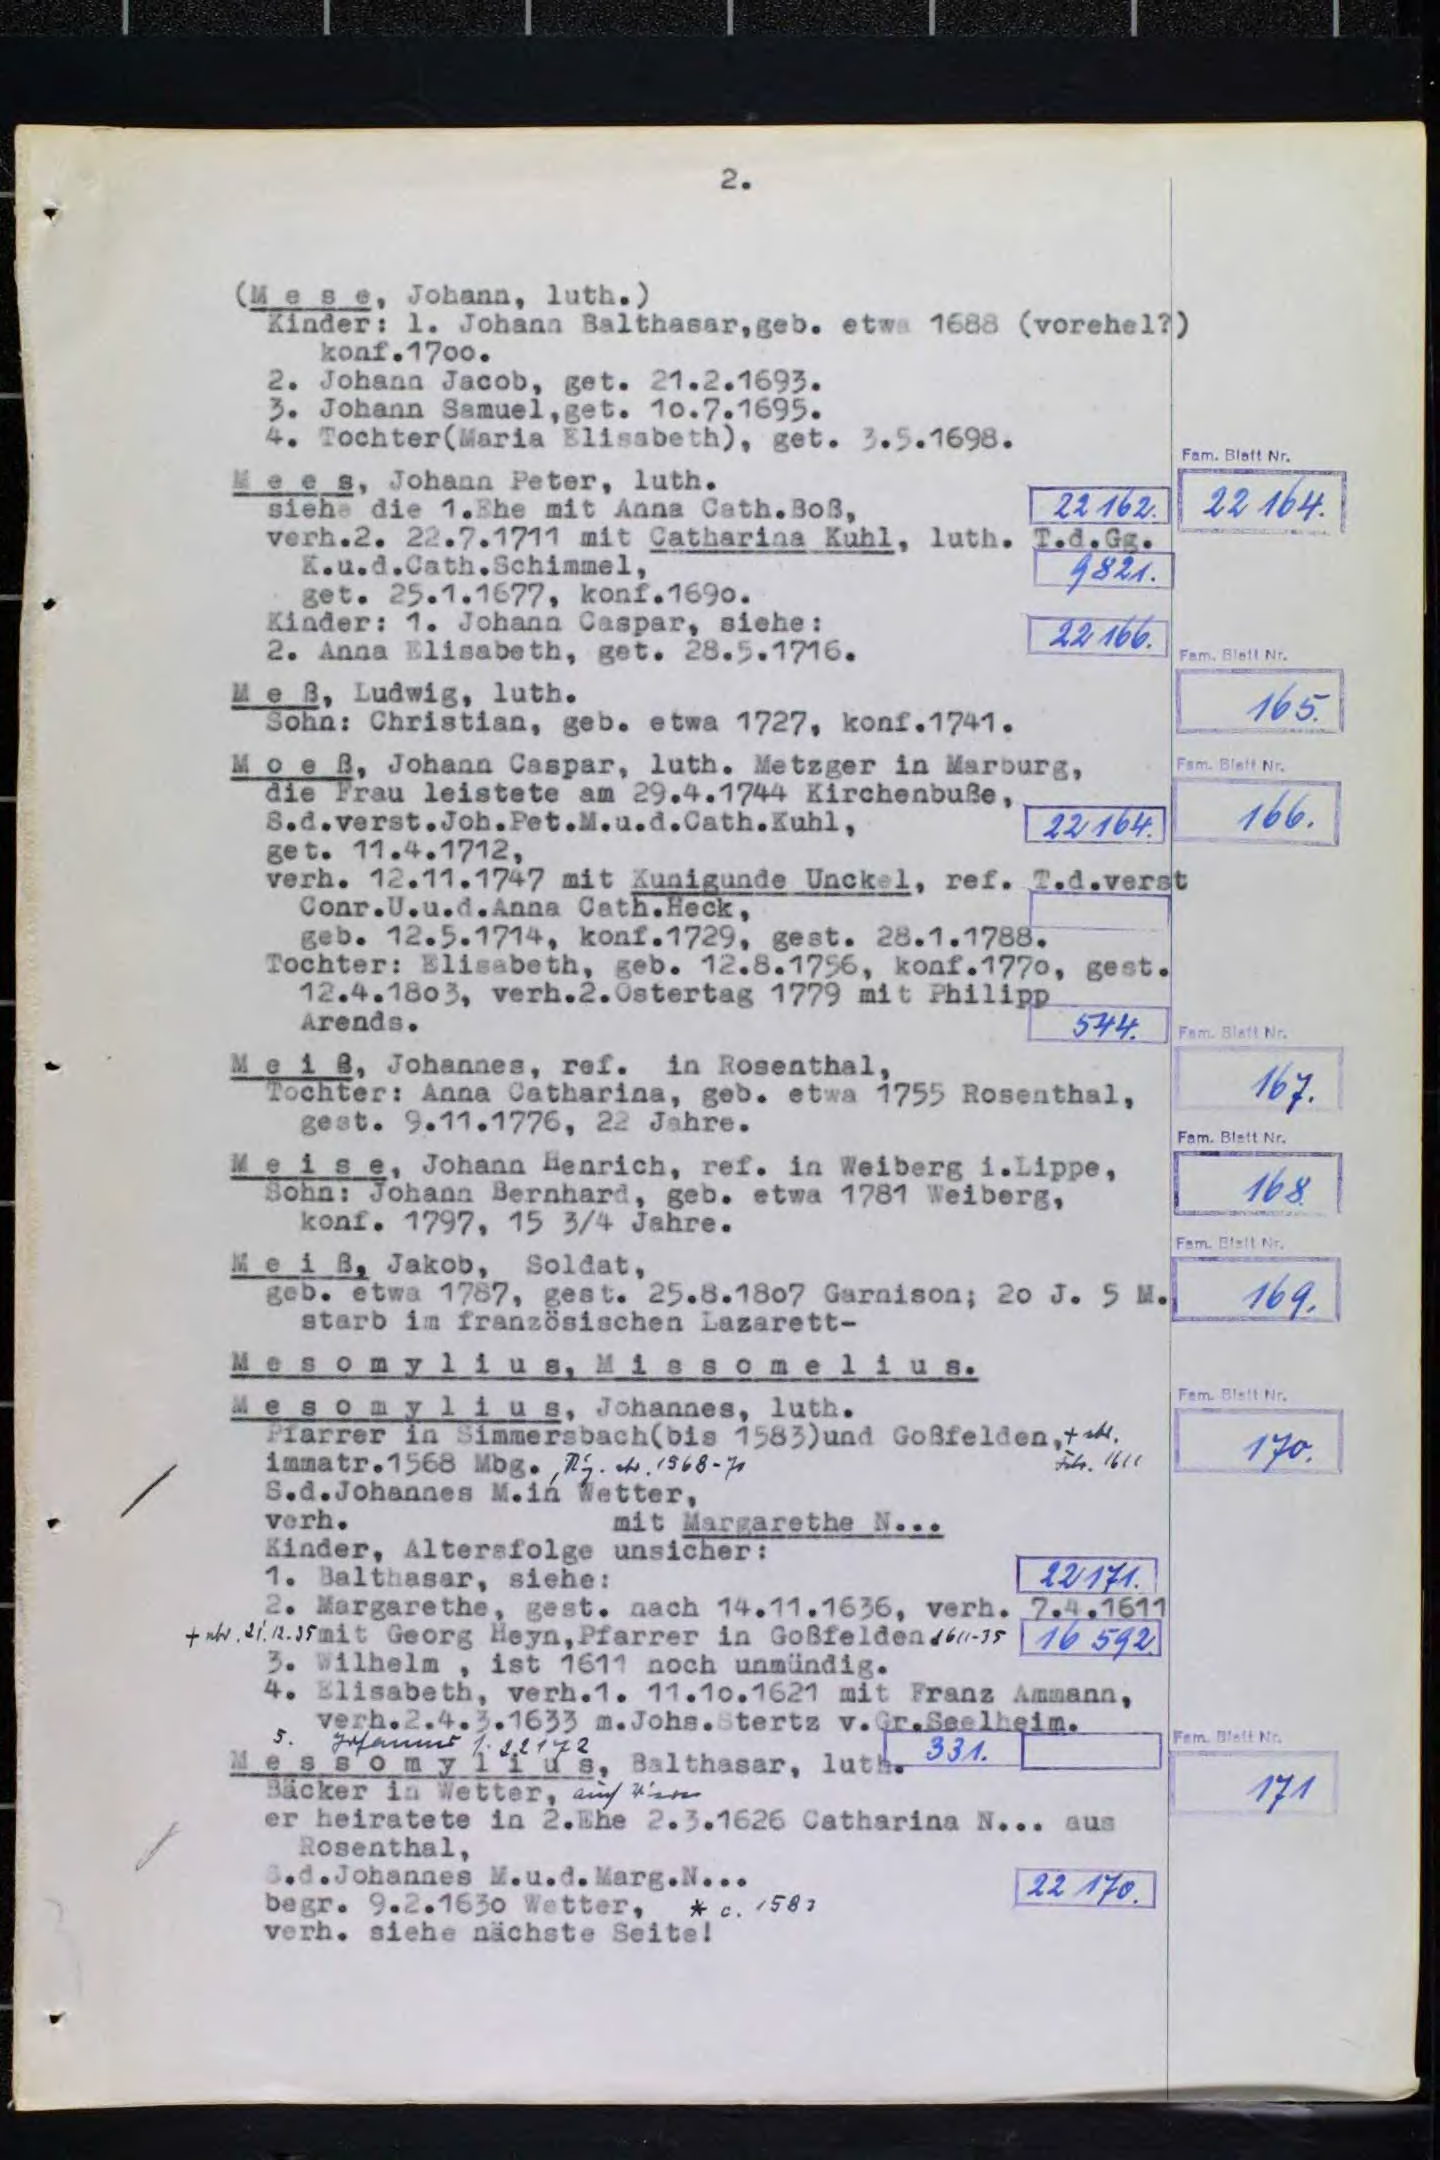 2.
(M e s e, Johann, luth.)
Kinder: 1. Johann Balthasar,geb. etwa 1688 (vorehel?)
konf.17oo.
2. Johann Jacob, get. 21.2.1693.
3. Johann Samuel,get. 1o.7.1695.
4. Tochter(Maria Elisabeth), get. 3.5.1698.
Fam. Blatt Nr.
M e e s, Johann Peter, luth.
siehe die 1.Ehe mit Anna Cath.Boß, 22 162. 22 164.
verh.2. 22.7.1711 mit Catharina Kuhl, luth. T.d.Gg.
K.u.d.Cath.Schimmel, 9821.
get. 25.1.1677, konf.169o.
Kinder: 1. Johann Caspar, siehe: 22 166.
2. Anna Elisabeth, get. 28.5.1716.
Fam. Blatt Nr.
M e ß, Ludwig, luth. 165.
Sohn: Christian, geb. etwa 1727, konf.1741.
Fam. Blatt Nr.
M o e ß, Johann Caspar, luth. Metzger in Marburg,
die Frau leistete am 29.4.1744 Kirchenbuße,
S.d.verst.Joh.Pet.M.u.d.Cath.Kuhl, 22 164. 166.
get. 11.4.1712,
verh. 12.11.1747 mit Kunigunde Unckel, ref. T.d.verst
Conr.U.u.d.Anna Cath.Heck,
geb. 12.5.1714, konf.1729, gest. 28.1.1788.
Tochter: Elisabeth, geb. 12.8.1756, konf.177o, gest.
12.4.18o3, verh.2.Ostertag 1779 mit Philipp
Arends. 544.
Fam. Blatt Nr.
M e i ß, Johannes, ref. in Rosenthal,
Tochter: Anna Catharina, geb. etwa 1755 Rosenthal, 167.
gest. 9.11.1776, 22 Jahre.
Fam. Blatt Nr.
M e i s e, Johann Henrich, ref. in Weiberg i.Lippe,
Sohn: Johann Bernhard, geb. etwa 1781 Weiberg, 168.
konf. 1797, 15 3/4 Jahre.
Fam. Blatt Nr.
M e i ß, Jakob, Soldat,
geb. etwa 1787, gest. 25.8.18o7 Garnison; 2o J. 5 M. 169.
starb im französischen Lazarett-
M e s o m y l i u s, M i s s o m e l i u s.
Fam. Blatt Nr.
M e s o m y l i u s, Johannes, luth.
Pfarrer in Simmersbach(bis 1583)und Goßfelden, + 170.
immatr.1568 Mbg. 1568-70 1611
S.d.Johannes M.in Wetter,
verh. mit Margarethe N...
Kinder, Altersfolge unsicher:
1. Balthasar, siehe: 22171.
2. Margarethe, gest. nach 14.11.1636, verh. 7.4.1611
+ 21.12.35 mit Georg Heyn,Pfarrer in Goßfelden. 1611-35 16 592.
3. Wilhelm , ist 1611 noch unmündig.
4. Elisabeth, verh.1. 11.1o.1621 mit Franz Ammann,
verh.2.4.3.1633 m.Johs.Stertz v.Gr.Seelheim.
5. Johannes 22172 331.
Fam. Blatt Nr.
M e s s o m y l i u s, Balthasar, luth.
Bäcker in Wetter, auch 171
er heiratete in 2.Ehe 2.3.1626 Catharina N... aus
Rosenthal,
S.d.Johannes M.u.d.Marg.N... 22 170.
begr. 9.2.163o Wetter, * c. 1583
verh. siehe nächste Seite!